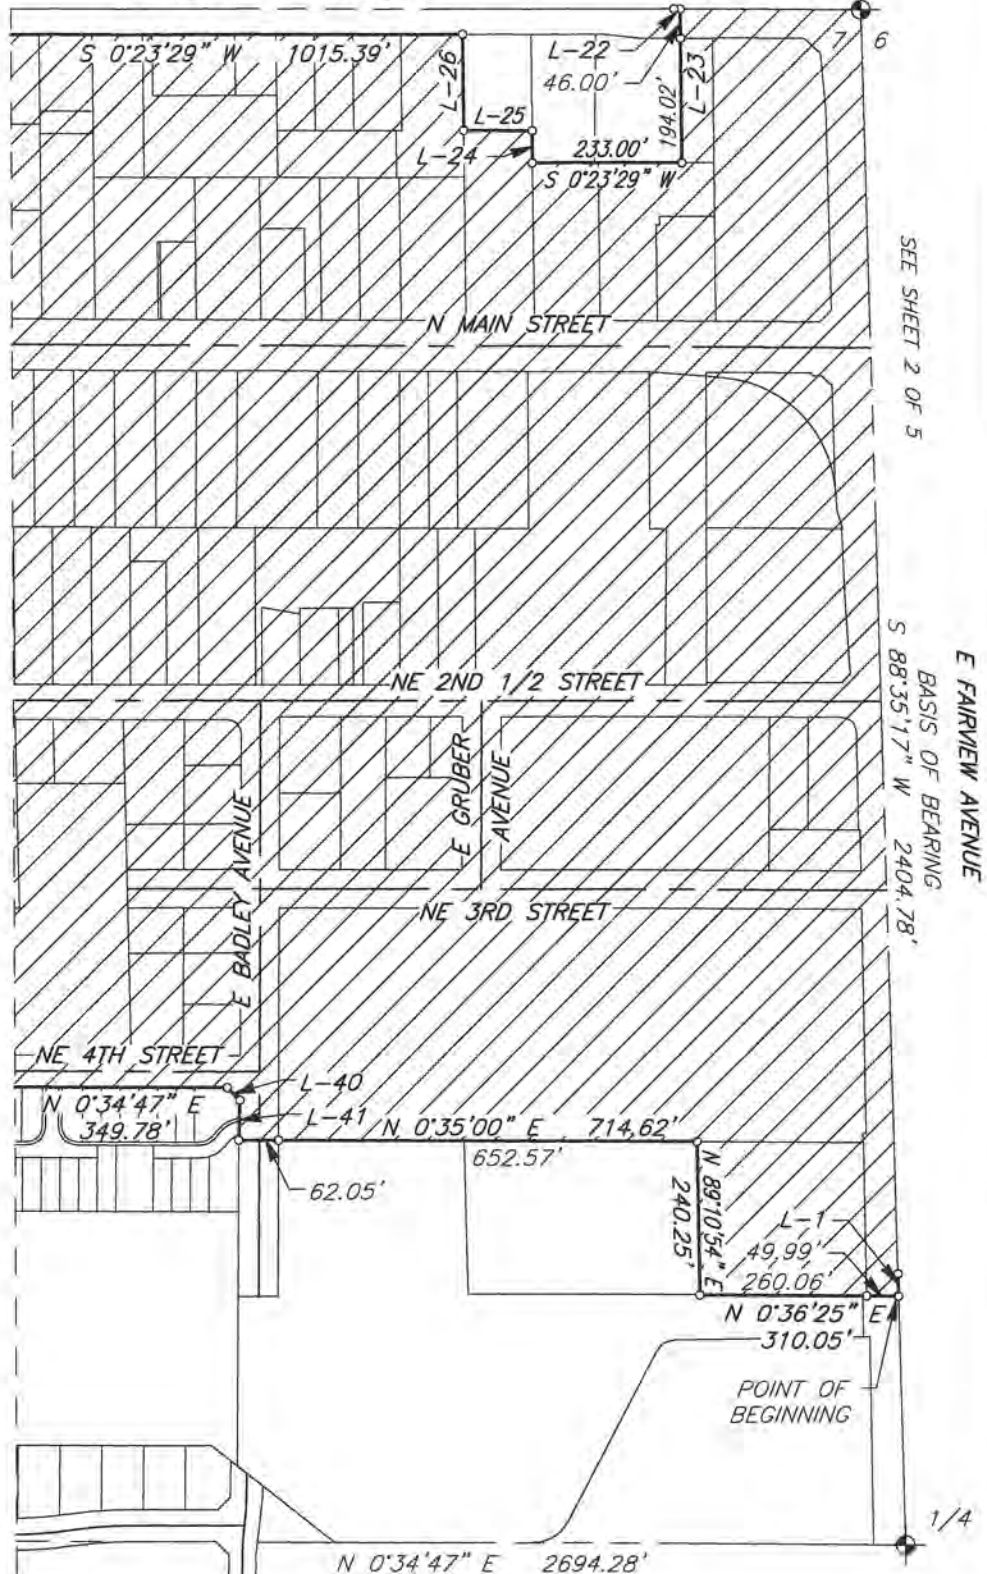 S 0°23'29" W 1015.39'
L-26
L-25
L-24
L-22
46.00'
194.02'
L-23
233.00'
S 0°23'29" W
7 6
SEE SHEET 2 OF 5
N MAIN STREET
E FAIRVIEW AVENUE
BASIS OF BEARING
S 88°35'17" W 2404.78'
NE 2ND 1/2 STREET
E GRUBER
AVENUE
E BADLEY AVENUE
NE 3RD STREET
NE 4TH STREET
L-40
N 0°34'47" E
349.78'
L-41
N 0°35'00" E 714.62'
652.57'
62.05'
N 89°10'54" E
240.25'
L-1
49.99'
260.06'
N 0°36'25" E
310.05'
POINT OF
BEGINNING
1/4
N 0°34'47" E 2694.28'